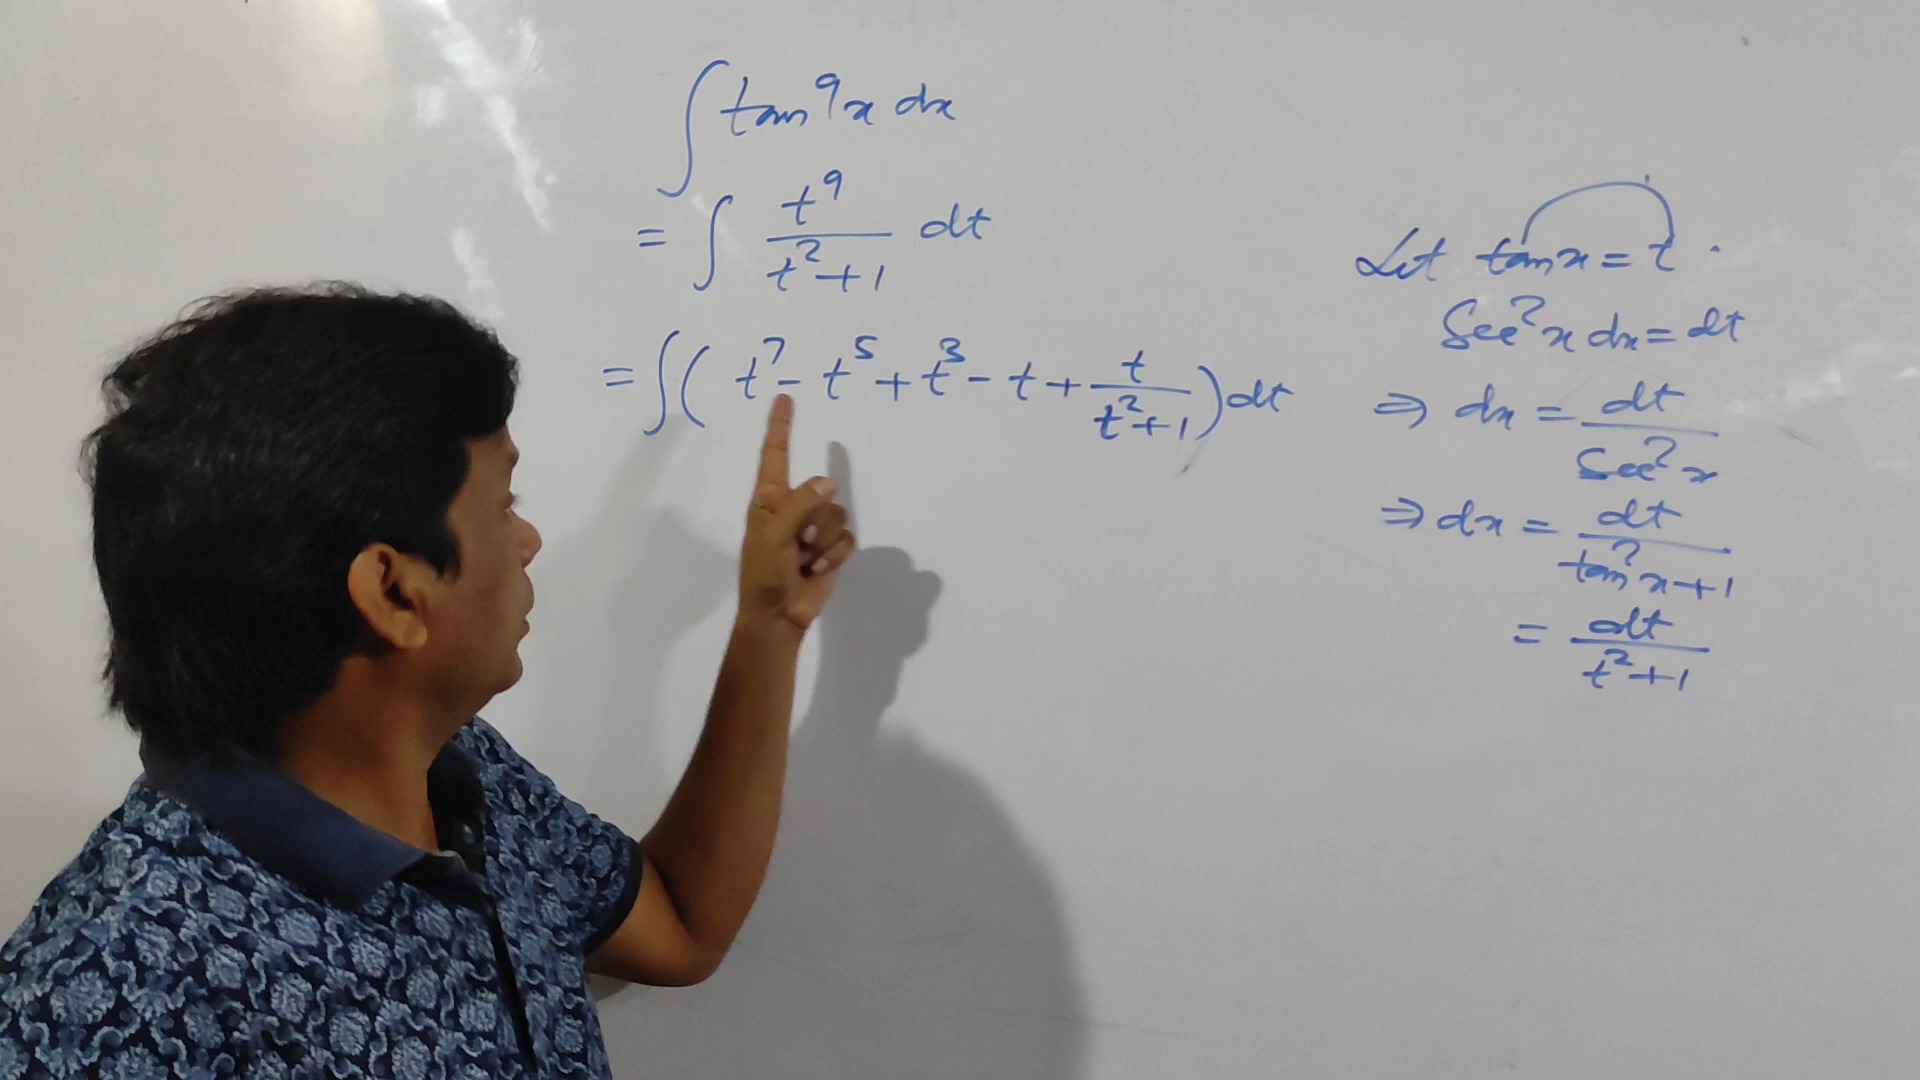 ∫ tan⁹x dx
= ∫ t⁹/(t²+1) dt
= ∫ ( t⁷ - t⁵ + t³ - t + t/(t²+1) ) dt
Let tanx = t .
Sec²x dx = dt
⇒ dx = dt/Sec²x
⇒ dx = dt/(tan²x+1)
= dt/(t²+1)